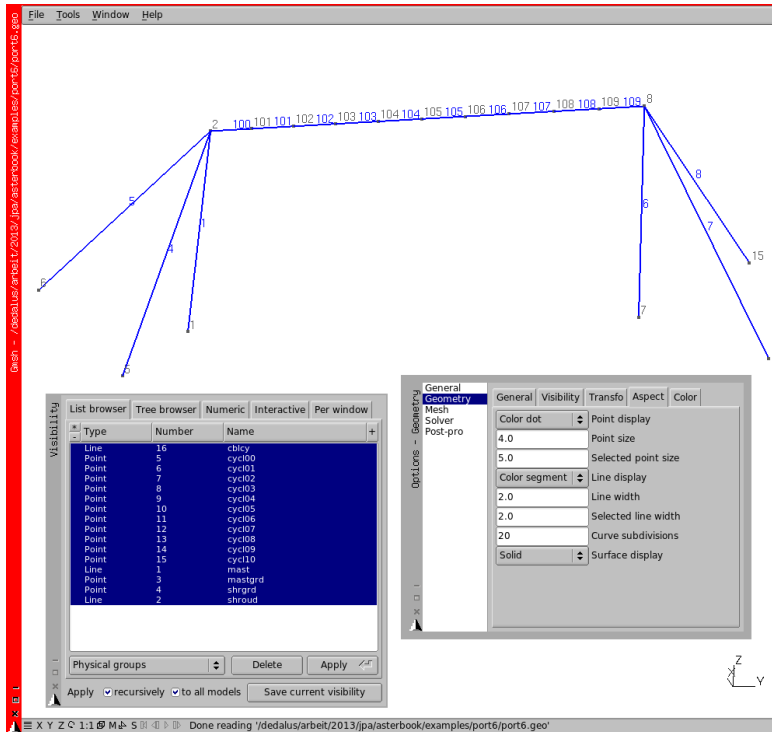 Gmsh - /dedalus/arbeit/2013/jpa/asterbook/examples/port6/port6.geo
File Tools Window Help
2 100 101 101 102 102 103 103 104 104 105 105 106 106 107 107 108 108 109 109 8
5
4
1
6
8
7
6
15
1
7
5
Visibility
List browser Tree browser Numeric Interactive Per window
* - Type Number Name +
Line 16 cblcy
Point 5 cycl00
Point 6 cycl01
Point 7 cycl02
Point 8 cycl03
Point 9 cycl04
Point 10 cycl05
Point 11 cycl06
Point 12 cycl07
Point 13 cycl08
Point 14 cycl09
Point 15 cycl10
Line 1 mast
Point 3 mastgrd
Point 4 shrgrd
Line 2 shroud
Physical groups Delete Apply
Apply recursively to all models Save current visibility
Options - Geometry
General
Geometry
Mesh
Solver
Post-pro
General Visibility Transfo Aspect Color
Color dot Point display
4.0 Point size
5.0 Selected point size
Color segment Line display
2.0 Line width
2.0 Selected line width
20 Curve subdivisions
Solid Surface display
Z
X
Y
X Y Z 1:1 M S Done reading '/dedalus/arbeit/2013/jpa/asterbook/examples/port6/port6.geo'